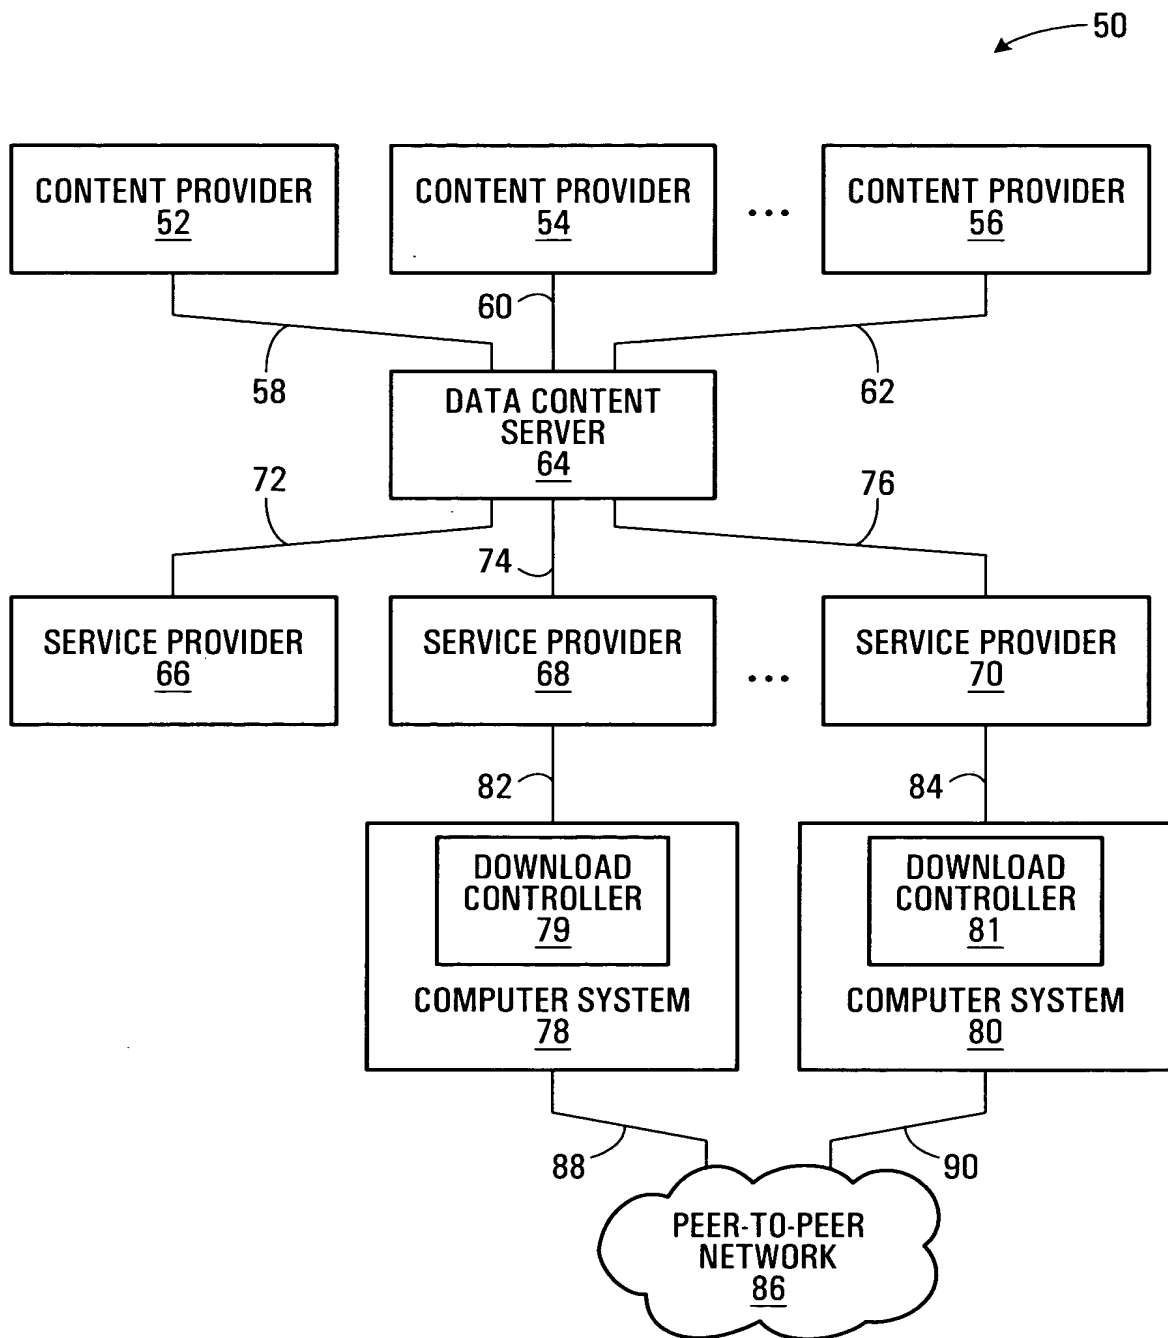 50
CONTENT PROVIDER
52
CONTENT PROVIDER
54
...
CONTENT PROVIDER
56
58
60
62
DATA CONTENT
SERVER
64
72
74
76
SERVICE PROVIDER
66
SERVICE PROVIDER
68
...
SERVICE PROVIDER
70
82
84
DOWNLOAD
CONTROLLER
79
COMPUTER SYSTEM
78
DOWNLOAD
CONTROLLER
81
COMPUTER SYSTEM
80
88
90
PEER-TO-PEER
NETWORK
86